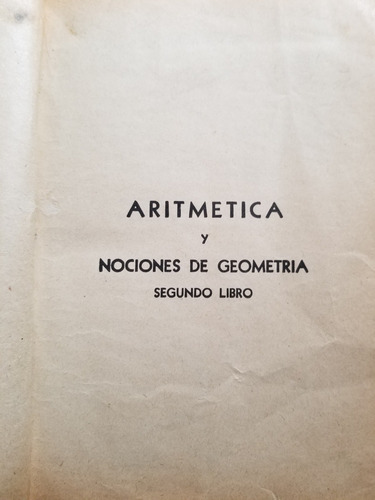 ARITMETICA
y
NOCIONES DE GEOMETRIA
SEGUNDO LIBRO